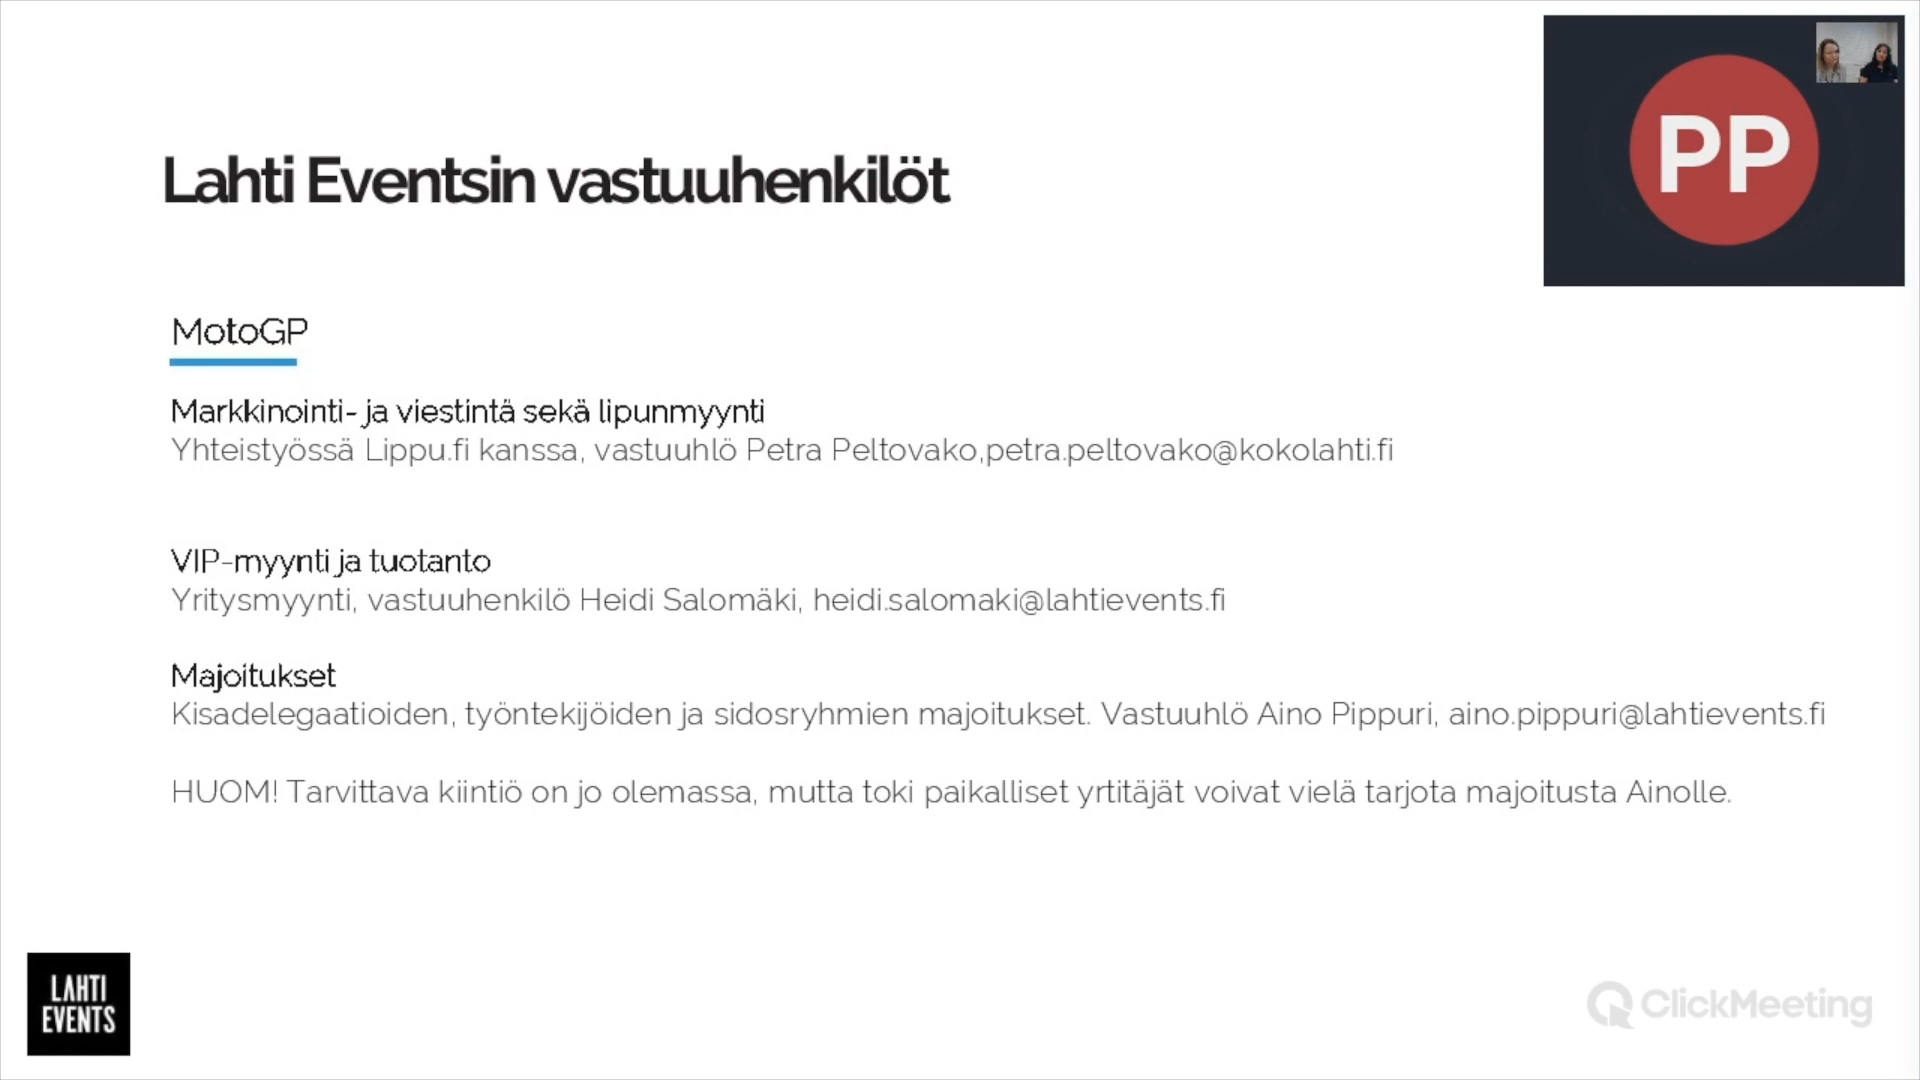 PP
Lahti Eventsin vastuuhenkilöt
MotoGP
Markkinointi- ja viestintä sekä lipunmyynti
Yhteistyössä Lippu.fi kanssa, vastuuhlö Petra Peltovako,petra.peltovako@kokolahti.fi
VIP-myynti ja tuotanto
Yritysmyynti, vastuuhenkilö Heidi Salomäki, heidi.salomaki@lahtievents.fi
Majoitukset
Kisadelegaatioiden, työntekijöiden ja sidosryhmien majoitukset. Vastuuhlö Aino Pippuri, aino.pippuri@lahtievents.fi
HUOM! Tarvittava kiintiö on jo olemassa, mutta toki paikalliset yrtitäjät voivat vielä tarjota majoitusta Ainolle.
LAHTI
EVENTS
ClickMeeting